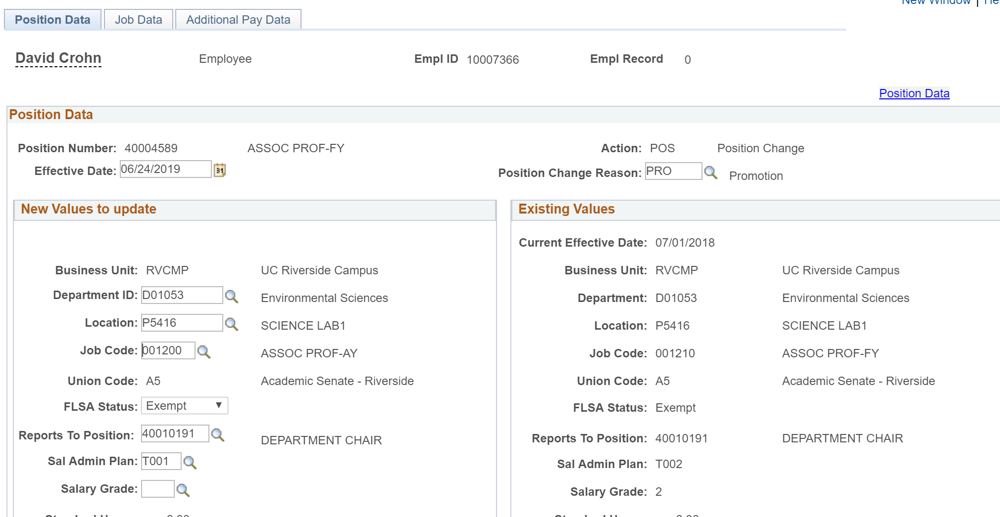 New Window | He
Position Data Job Data Additional Pay Data
David Crohn Employee Empl ID 10007366 Empl Record 0
Position Data
Position Data
Position Number: 40004589 ASSOC PROF-FY Action: POS Position Change
Effective Date: 06/24/2019 31 Position Change Reason: PRO Promotion
New Values to update Existing Values
Current Effective Date: 07/01/2018
Business Unit: RVCMP UC Riverside Campus Business Unit: RVCMP UC Riverside Campus
Department ID: D01053 Environmental Sciences Department: D01053 Environmental Sciences
Location: P5416 SCIENCE LAB1 Location: P5416 SCIENCE LAB1
Job Code: 001200 ASSOC PROF-AY Job Code: 001210 ASSOC PROF-FY
Union Code: A5 Academic Senate - Riverside Union Code: A5 Academic Senate - Riverside
FLSA Status: Exempt FLSA Status: Exempt
Reports To Position: 40010191 DEPARTMENT CHAIR Reports To Position: 40010191 DEPARTMENT CHAIR
Sal Admin Plan: T001 Sal Admin Plan: T002
Salary Grade: Salary Grade: 2